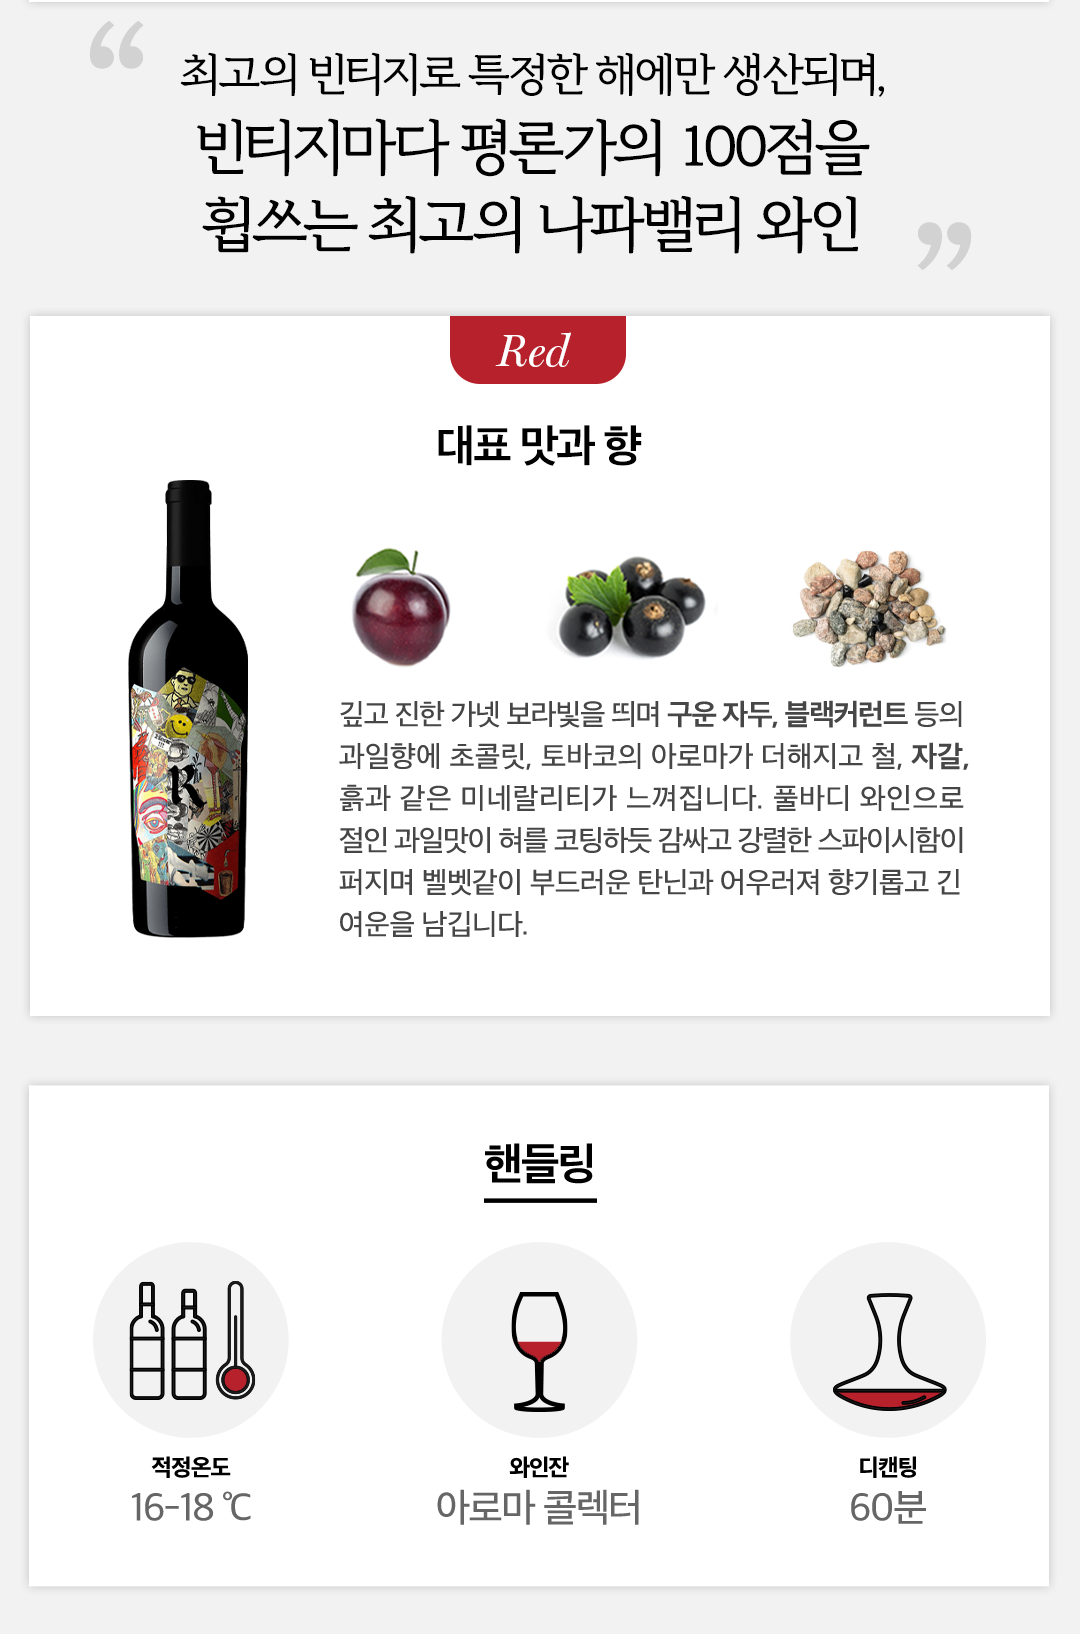 “
최고의 빈티지로 특정한 해에만 생산되며,
빈티지마다 평론가의 100점을
휩쓰는 최고의 나파밸리 와인
”
Red
대표 맛과 향
R
깊고 진한 가넷 보라빛을 띄며 구운 자두, 블랙커런트 등의
과일향에 초콜릿, 토바코의 아로마가 더해지고 철, 자갈,
흙과 같은 미네랄리티가 느껴집니다. 풀바디 와인으로
절인 과일맛이 혀를 코팅하듯 감싸고 강렬한 스파이시함이
퍼지며 벨벳같이 부드러운 탄닌과 어우러져 향기롭고 긴
여운을 남깁니다.
핸들링
적정온도
16-18 ℃
와인잔
아로마 콜렉터
디캔팅
60분